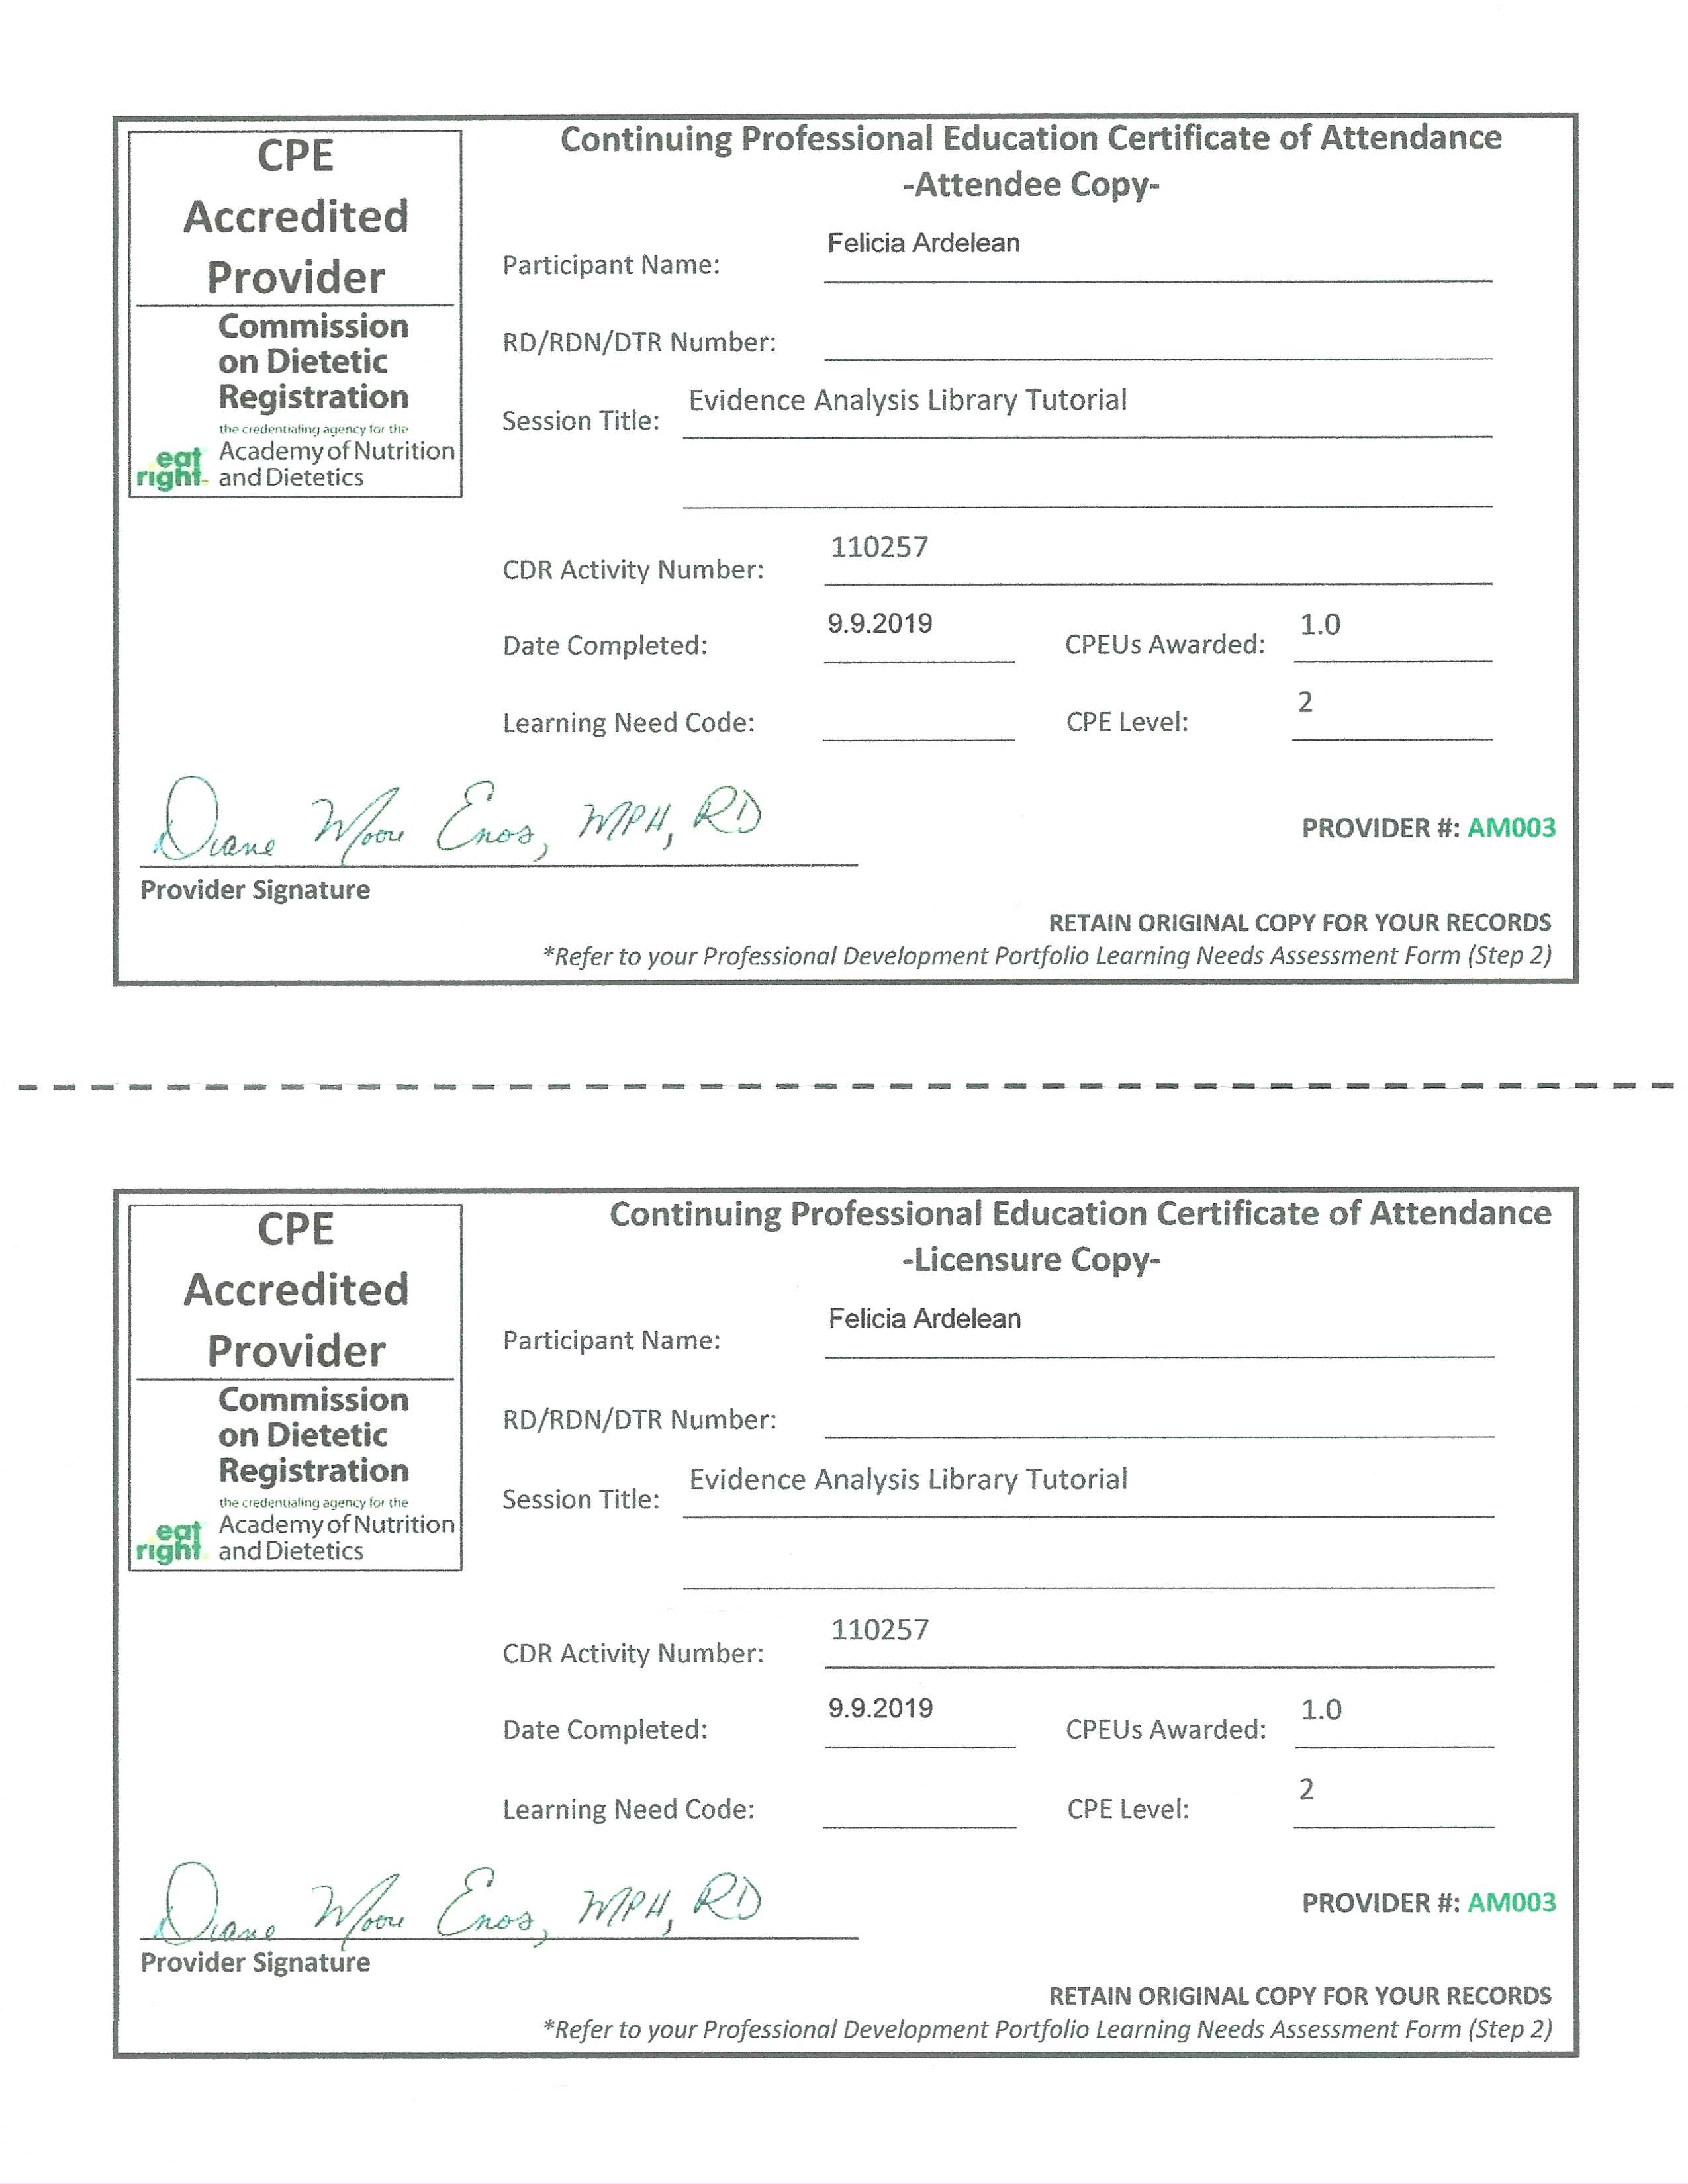 CPE
Accredited
Provider
Commission
on Dietetic
Registration
the credentialing agency for the
eat right Academy of Nutrition
and Dietetics
Continuing Professional Education Certificate of Attendance
-Attendee Copy-
Participant Name: Felicia Ardelean
RD/RDN/DTR Number:
Session Title: Evidence Analysis Library Tutorial
CDR Activity Number: 110257
Date Completed: 9.9.2019 CPEUs Awarded: 1.0
Learning Need Code: CPE Level: 2
Diane Moore Enos, MPH, RD
Provider Signature
PROVIDER #: AM003
RETAIN ORIGINAL COPY FOR YOUR RECORDS
*Refer to your Professional Development Portfolio Learning Needs Assessment Form (Step 2)
CPE
Accredited
Provider
Commission
on Dietetic
Registration
the credentialing agency for the
eat right Academy of Nutrition
and Dietetics
Continuing Professional Education Certificate of Attendance
-Licensure Copy-
Participant Name: Felicia Ardelean
RD/RDN/DTR Number:
Session Title: Evidence Analysis Library Tutorial
CDR Activity Number: 110257
Date Completed: 9.9.2019 CPEUs Awarded: 1.0
Learning Need Code: CPE Level: 2
Diane Moore Enos, MPH, RD
Provider Signature
PROVIDER #: AM003
RETAIN ORIGINAL COPY FOR YOUR RECORDS
*Refer to your Professional Development Portfolio Learning Needs Assessment Form (Step 2)